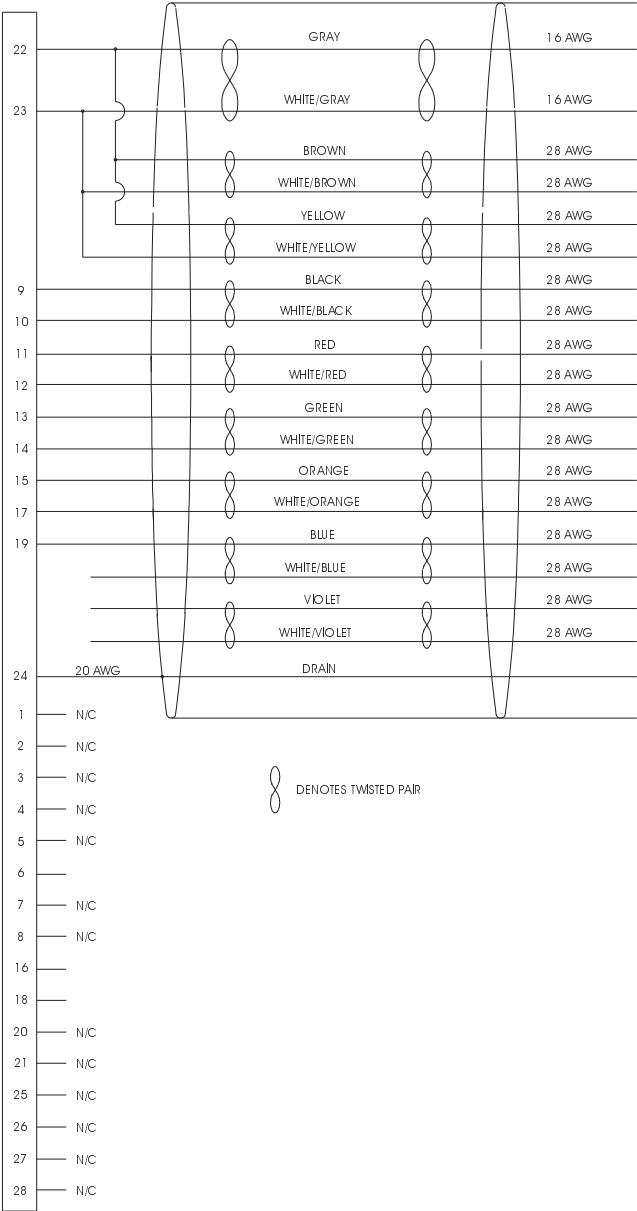 GRAY 16 AWG
22
WHITE/GRAY 16 AWG
23
BROWN 28 AWG
WHITE/BROWN 28 AWG
YELLOW 28 AWG
WHITE/YELLOW 28 AWG
BLACK 28 AWG
9
WHITE/BLACK 28 AWG
10
RED 28 AWG
11
WHITE/RED 28 AWG
12
GREEN 28 AWG
13
WHITE/GREEN 28 AWG
14
ORANGE 28 AWG
15
WHITE/ORANGE 28 AWG
17
BLUE 28 AWG
19
WHITE/BLUE 28 AWG
VIOLET 28 AWG
WHITE/VIOLET 28 AWG
24 20 AWG DRAIN
1 N/C
2 N/C
3 N/C
DENOTES TWISTED PAIR
4 N/C
5 N/C
6
7 N/C
8 N/C
16
18
20 N/C
21 N/C
25 N/C
26 N/C
27 N/C
28 N/C